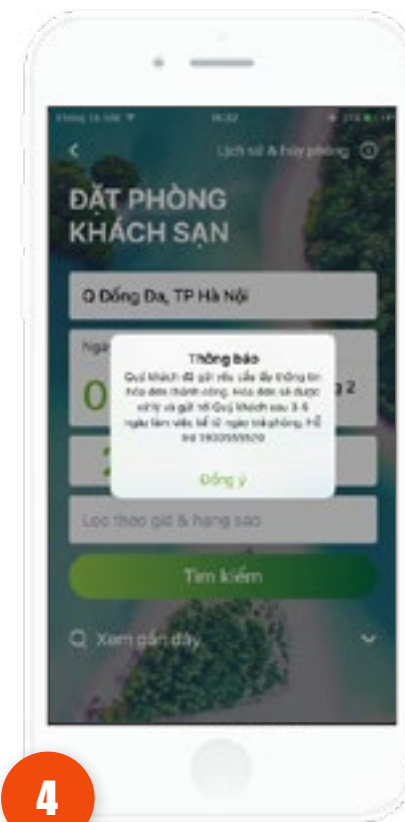 16:32
Lịch sử & hủy phòng
ĐẶT PHÒNG
KHÁCH SẠN
Q Đống Đa, TP Hà Nội
Thông báo
Quý khách đã gửi yêu cầu lấy thông tin
hóa đơn thành công. Hóa đơn sẽ được
xử lý và gửi tới Quý khách sau 3-5
ngày làm việc kể từ ngày trả phòng. Hỗ
trợ
Đồng ý
Lọc theo giá & hạng sao
Tìm kiếm
Xem gần đây
4